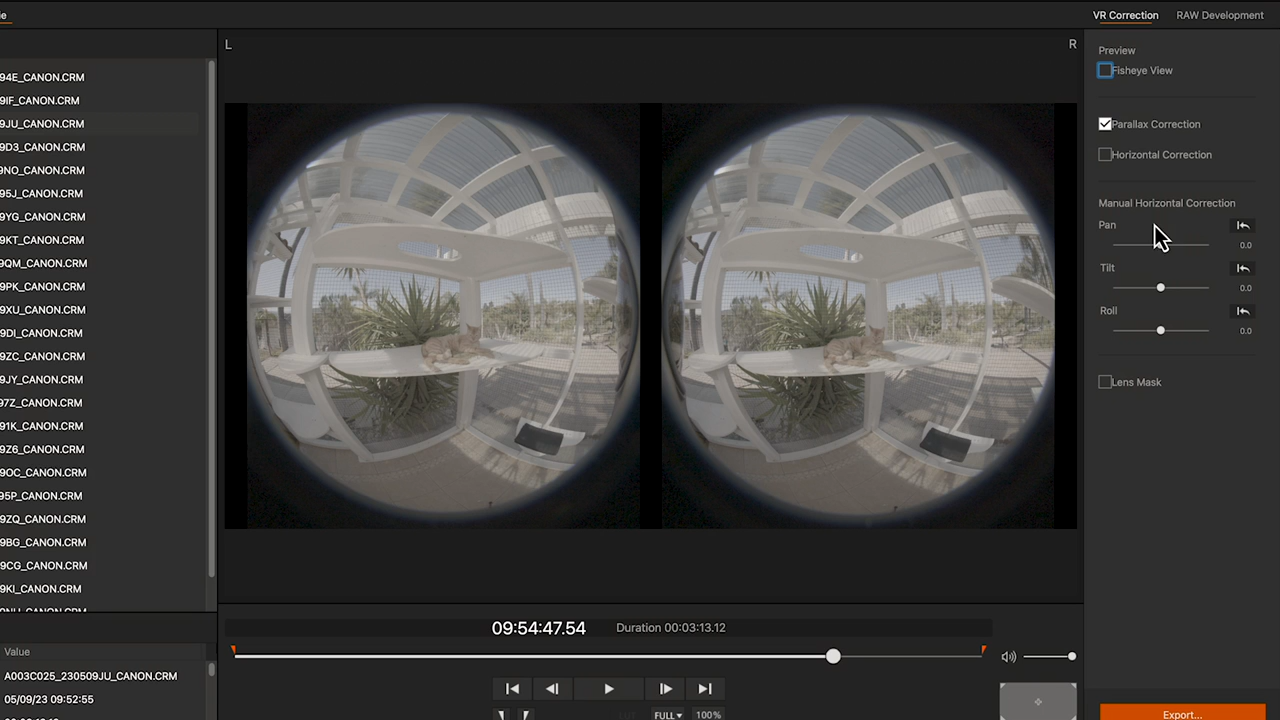 le
VR Correction
RAW Development
94E_CANON.CRM
9IF_CANON.CRM
9JU_CANON.CRM
9D3_CANON.CRM
9NO_CANON.CRM
95J_CANON.CRM
9YG_CANON.CRM
9KT_CANON.CRM
9QM_CANON.CRM
9PK_CANON.CRM
9XU_CANON.CRM
9DI_CANON.CRM
9ZC_CANON.CRM
9JY_CANON.CRM
97Z_CANON.CRM
91K_CANON.CRM
9Z6_CANON.CRM
9OC_CANON.CRM
95P_CANON.CRM
9ZQ_CANON.CRM
9BG_CANON.CRM
9CG_CANON.CRM
9KI_CANON.CRM
Value
A003C025_230509JU_CANON.CRM
05/09/23 09:52:55
L
R
09:54:47.54
Duration 00:03:13.12
LUT
FULL
100%
Preview
Fisheye View
Parallax Correction
Horizontal Correction
Manual Horizontal Correction
Pan
0.0
Tilt
0.0
Roll
0.0
Lens Mask
Export...